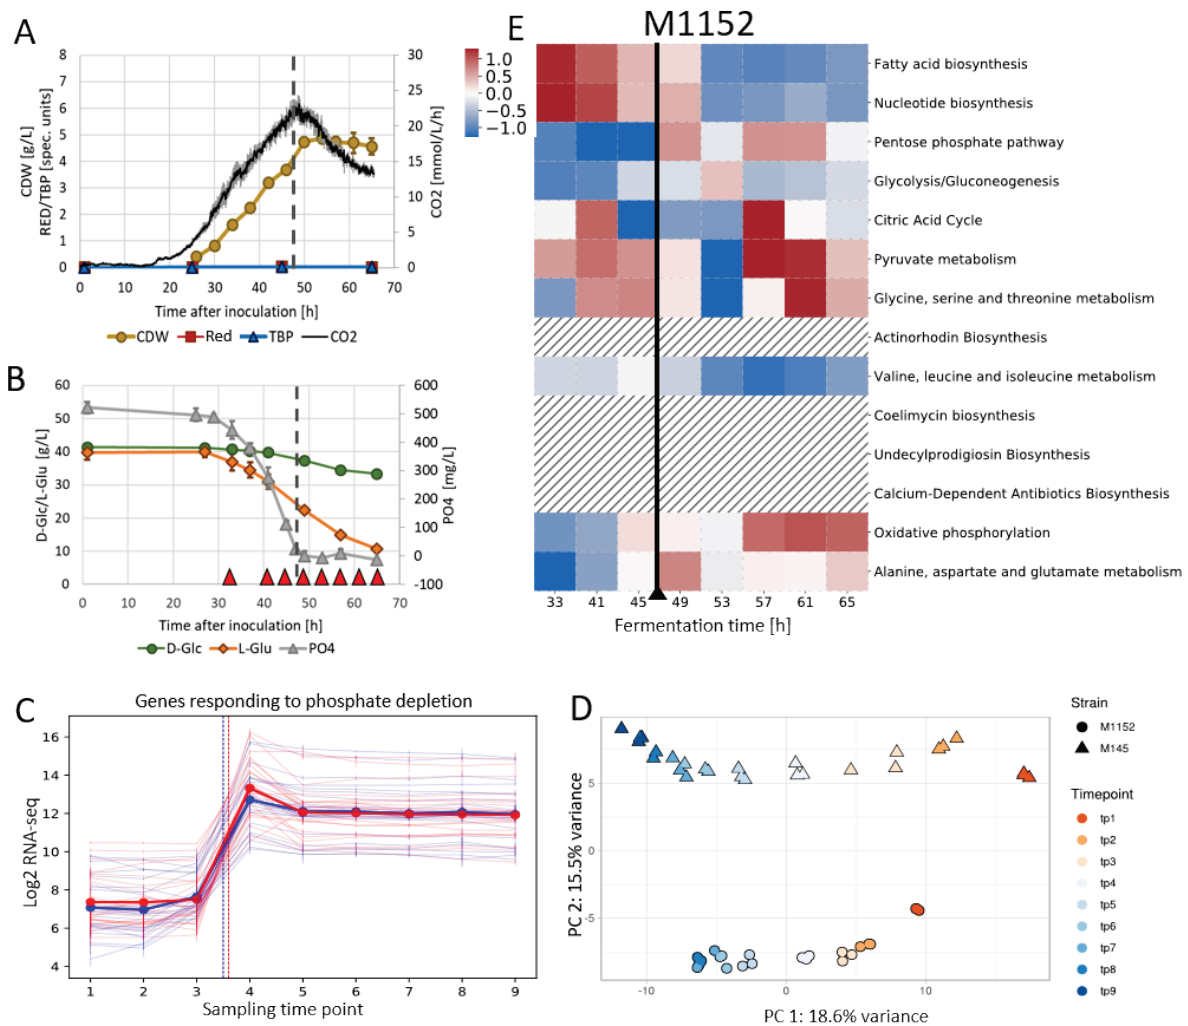 A
8
7
6
5
4
3
2
1
0
CDW [g/L]
RED/TBP [spec. units]
30
25
20
15
10
5
0
CO2 [mmol/L/h]
0 10 20 30 40 50 60 70
Time after inoculation [h]
CDW Red TBP CO2
B
60
50
40
30
20
10
0
D-Glc/L-Glu [g/L]
600
500
400
300
200
100
0
-100
PO4 [mg/L]
0 10 20 30 40 50 60 70
Time after inoculation [h]
D-Glc L-Glu PO4
E
M1152
1.0
0.5
0.0
−0.5
−1.0
Fatty acid biosynthesis
Nucleotide biosynthesis
Pentose phosphate pathway
Glycolysis/Gluconeogenesis
Citric Acid Cycle
Pyruvate metabolism
Glycine, serine and threonine metabolism
Actinorhodin Biosynthesis
Valine, leucine and isoleucine metabolism
Coelimycin biosynthesis
Undecylprodigiosin Biosynthesis
Calcium-Dependent Antibiotics Biosynthesis
Oxidative phosphorylation
Alanine, aspartate and glutamate metabolism
33 41 45 49 53 57 61 65
Fermentation time [h]
C
Genes responding to phosphate depletion
16
14
12
10
8
6
4
Log2 RNA-seq
1 2 3 4 5 6 7 8 9
Sampling time point
D
5
0
-5
PC 2: 15.5% variance
-10 0 10
PC 1: 18.6% variance
Strain
M1152
M145
Timepoint
tp1
tp2
tp3
tp4
tp5
tp6
tp7
tp8
tp9